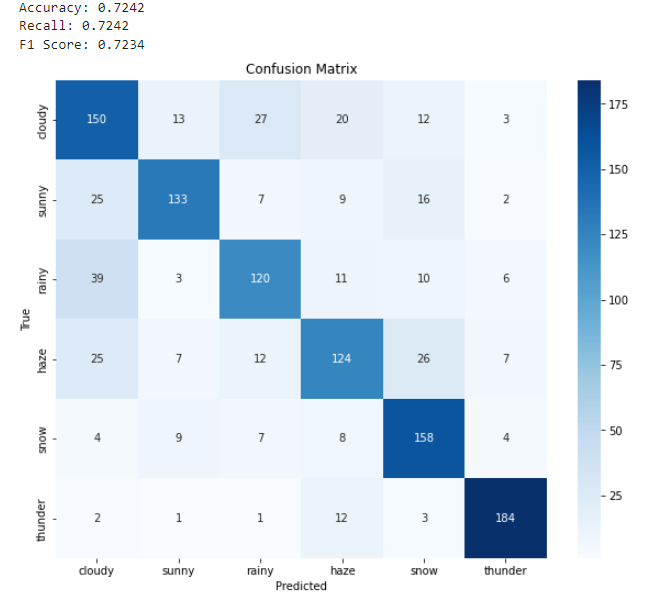 Accuracy: 0.7242
Recall: 0.7242
F1 Score: 0.7234
Confusion Matrix
cloudy 150 13 27 20 12 3
sunny 25 133 7 9 16 2
rainy 39 3 120 11 10 6
haze 25 7 12 124 26 7
snow 4 9 7 8 158 4
thunder 2 1 1 12 3 184
True
cloudy sunny rainy haze snow thunder
Predicted
175
150
125
100
75
50
25